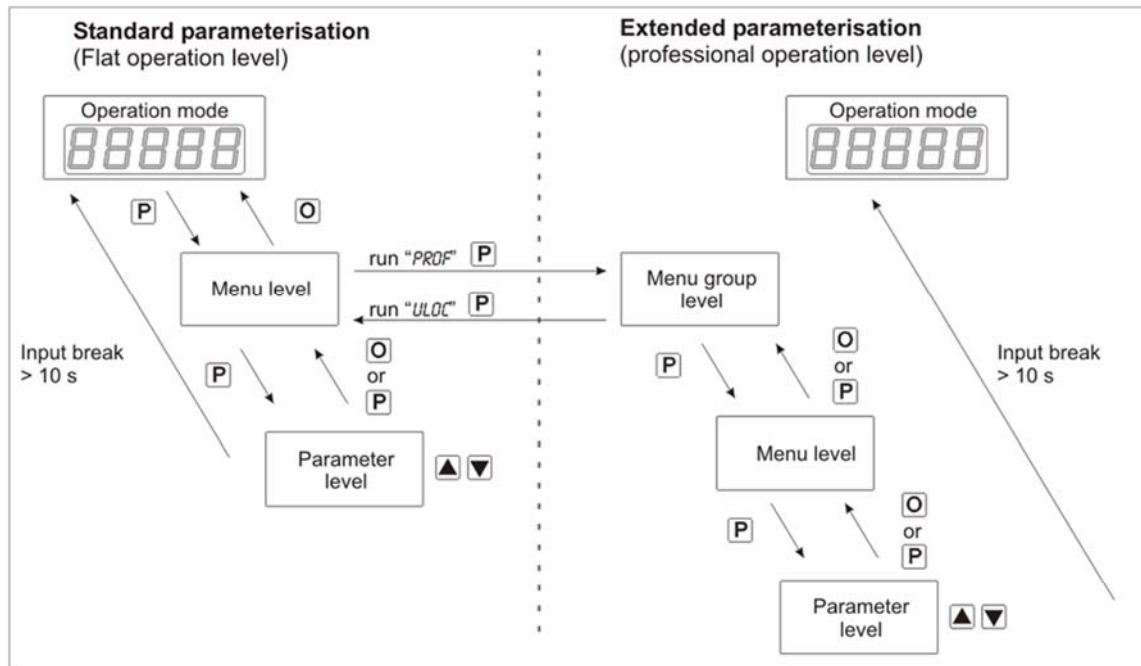 Standard parameterisation
(Flat operation level)
Operation mode
88888
P
O
Menu level
run "PROF" P
run "ULOC" P
Input break
> 10 s
P
O
or
P
Parameter
level
▲ ▼
Extended parameterisation
(professional operation level)
Operation mode
88888
Menu group
level
P
O
or
P
Input break
> 10 s
Menu level
P
O
or
P
Parameter
level
▲ ▼